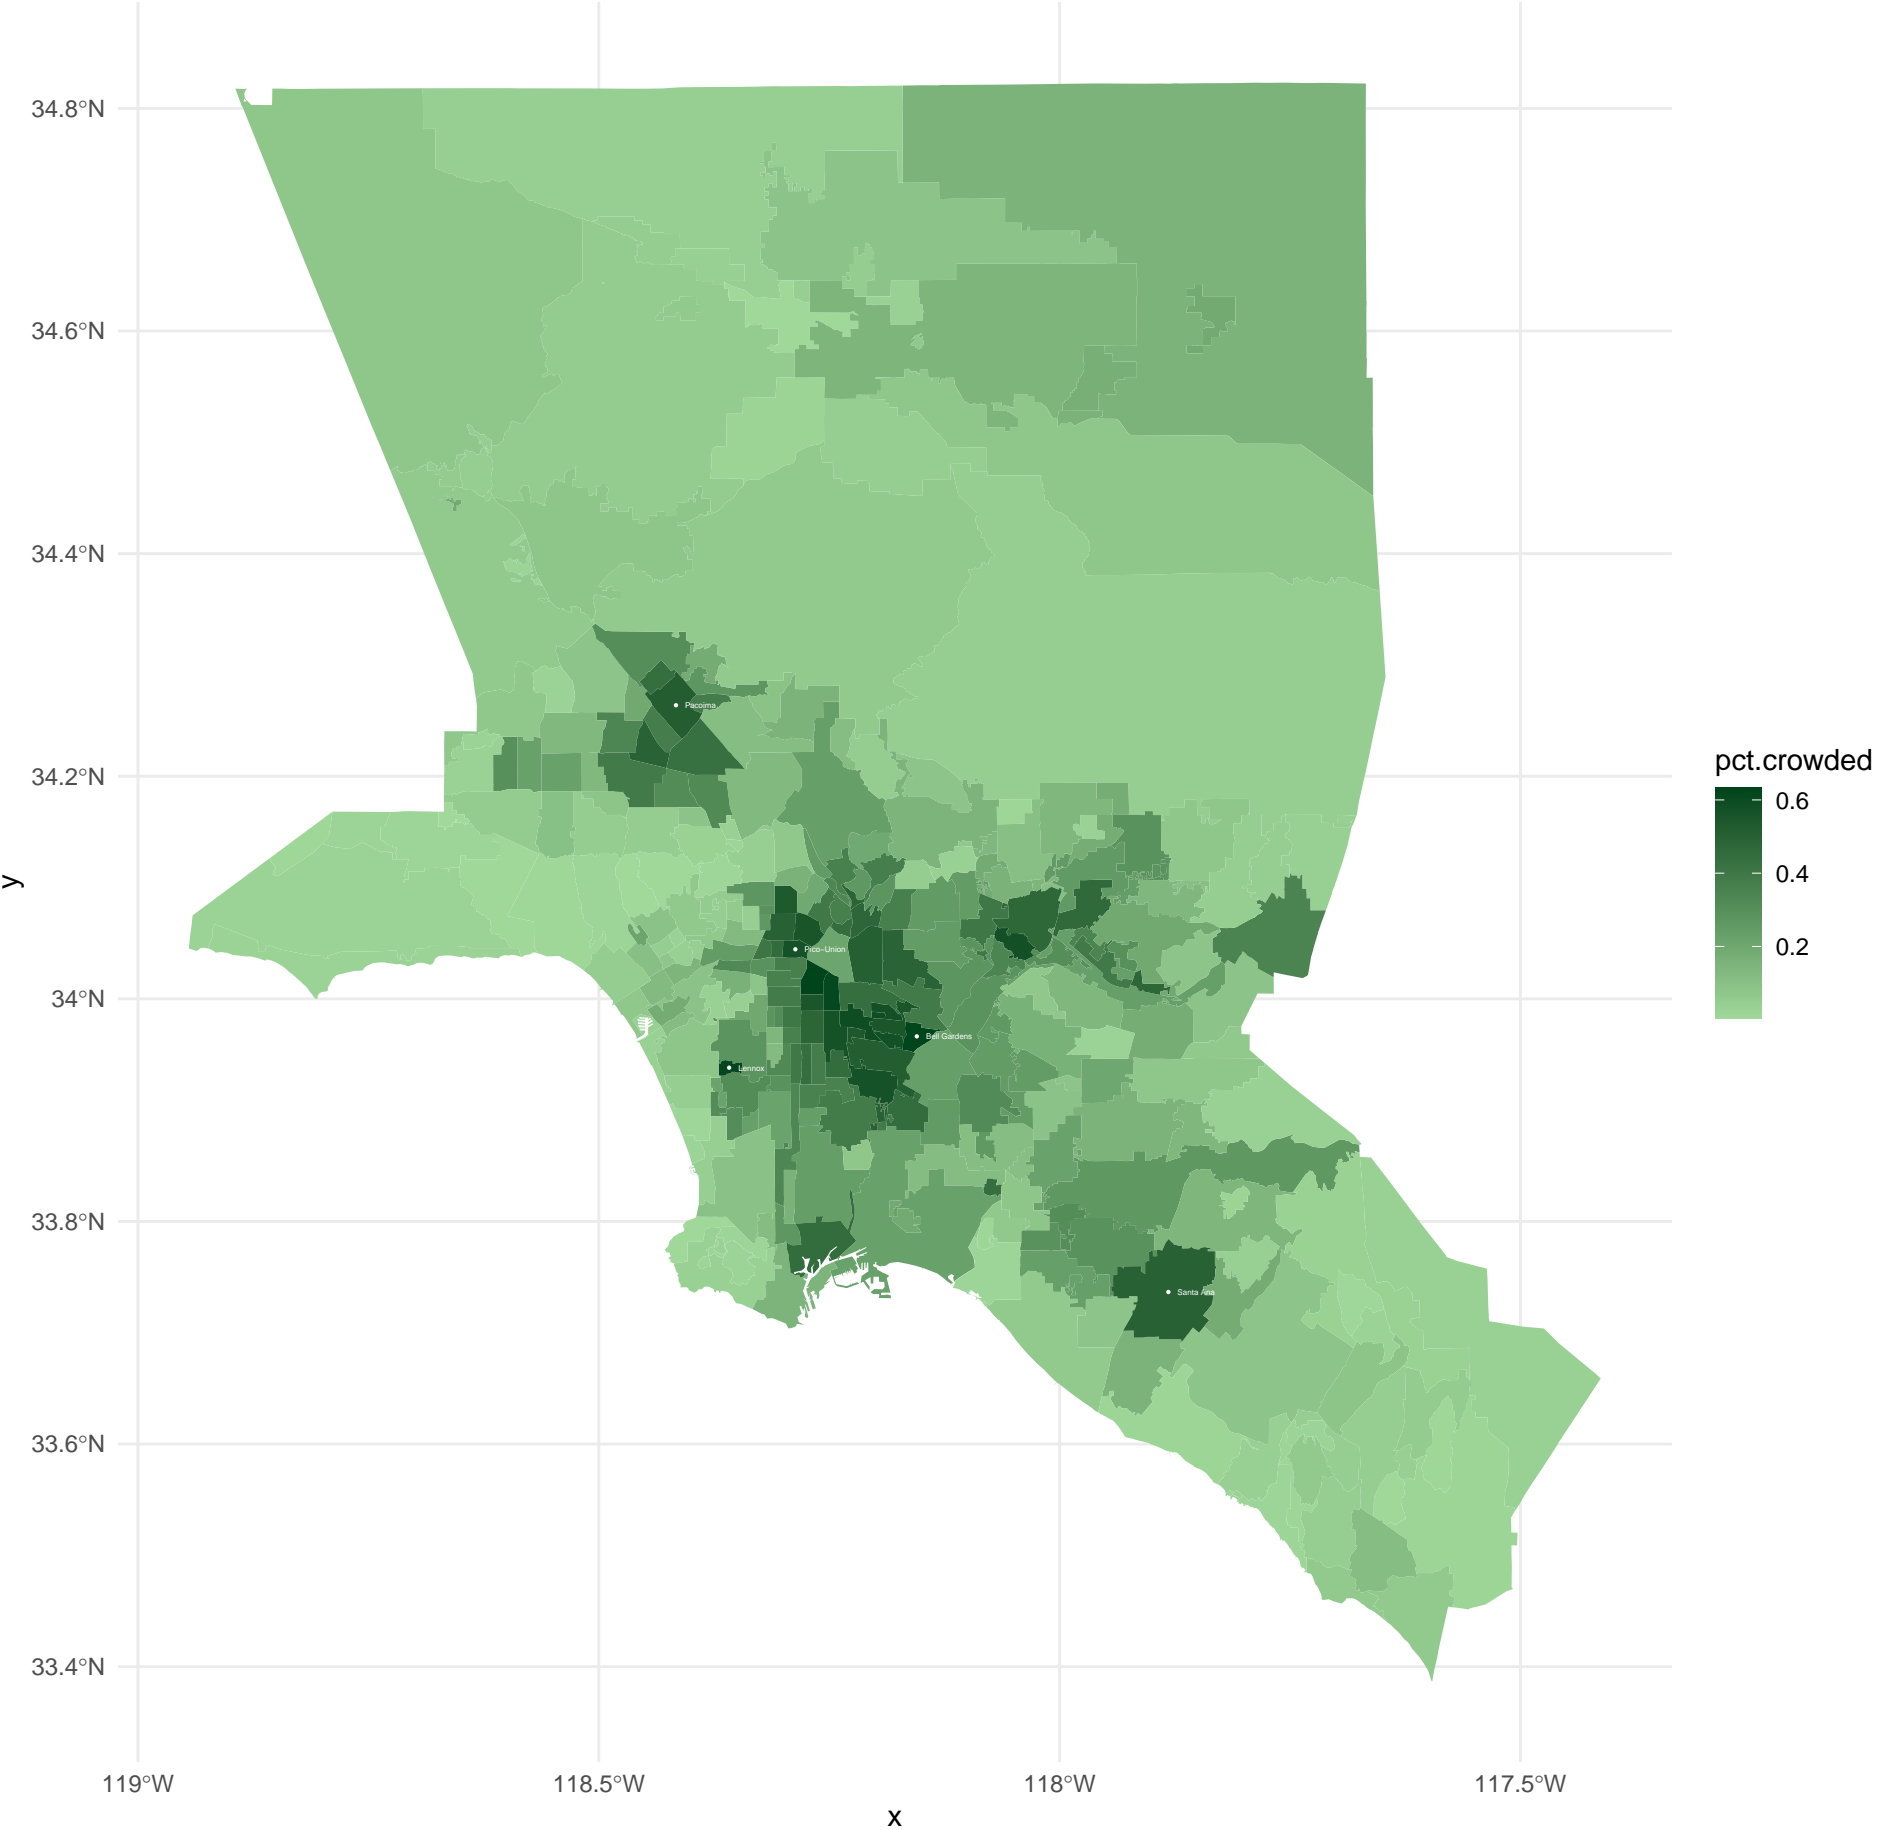 34.8°N
34.6°N
34.4°N
34.2°N
34°N
33.8°N
33.6°N
33.4°N
y
Pacoima
Pico-Union
Bell Gardens
Lennox
Santa Ana
119°W
118.5°W
118°W
117.5°W
x
pct.crowded
0.6
0.4
0.2